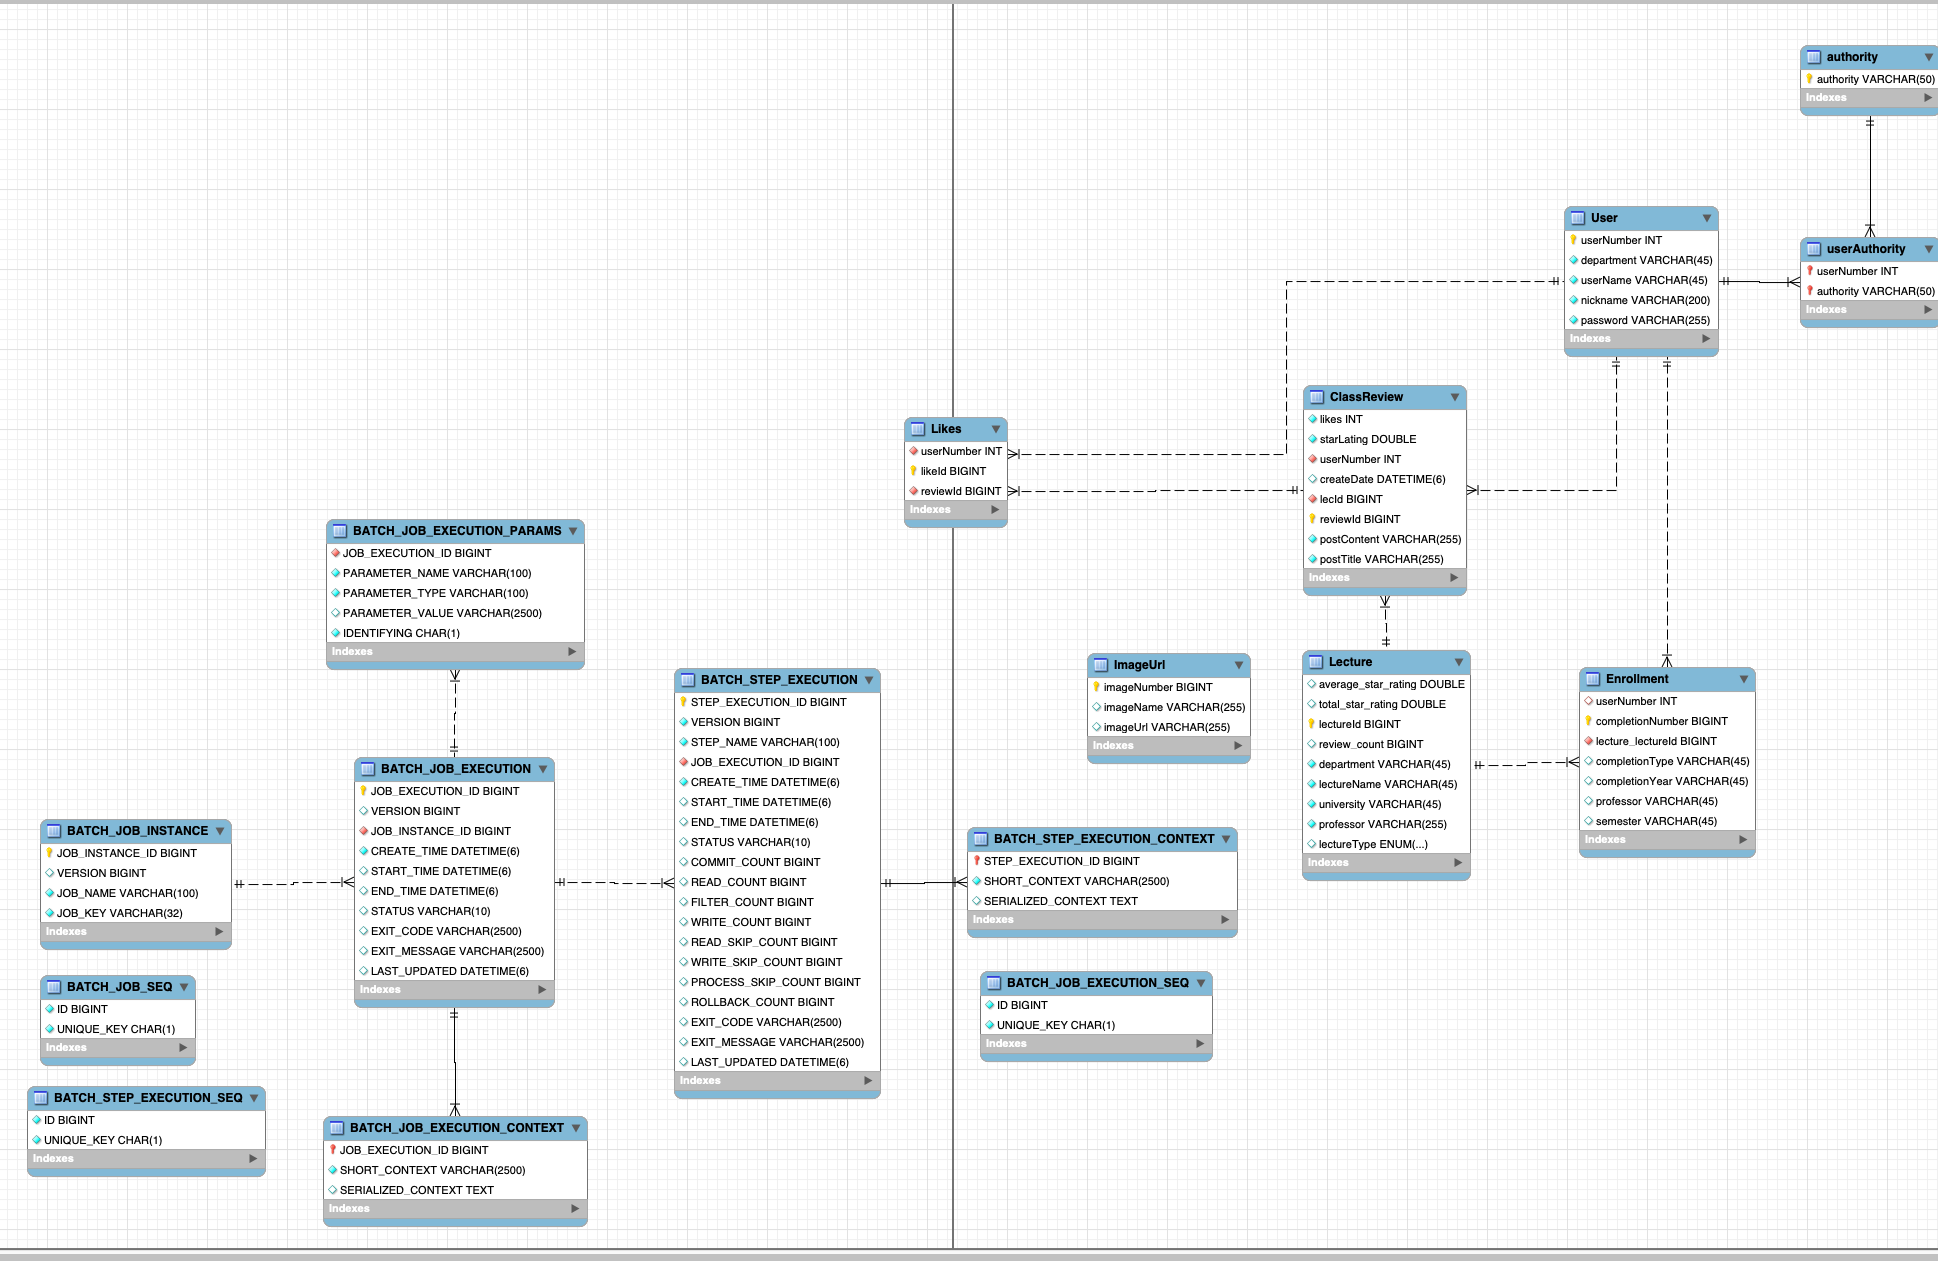 authority
authority VARCHAR(50)
Indexes
User
userNumber INT
department VARCHAR(45)
userName VARCHAR(45)
nickname VARCHAR(200)
password VARCHAR(255)
Indexes
userAuthority
userNumber INT
authority VARCHAR(50)
Indexes
ClassReview
likes INT
starLating DOUBLE
userNumber INT
createDate DATETIME(6)
lecId BIGINT
reviewId BIGINT
postContent VARCHAR(255)
postTitle VARCHAR(255)
Indexes
Likes
userNumber INT
likeId BIGINT
reviewId BIGINT
Indexes
BATCH_JOB_EXECUTION_PARAMS
JOB_EXECUTION_ID BIGINT
PARAMETER_NAME VARCHAR(100)
PARAMETER_TYPE VARCHAR(100)
PARAMETER_VALUE VARCHAR(2500)
IDENTIFYING CHAR(1)
Indexes
BATCH_STEP_EXECUTION
STEP_EXECUTION_ID BIGINT
VERSION BIGINT
STEP_NAME VARCHAR(100)
JOB_EXECUTION_ID BIGINT
CREATE_TIME DATETIME(6)
START_TIME DATETIME(6)
END_TIME DATETIME(6)
STATUS VARCHAR(10)
COMMIT_COUNT BIGINT
READ_COUNT BIGINT
FILTER_COUNT BIGINT
WRITE_COUNT BIGINT
READ_SKIP_COUNT BIGINT
WRITE_SKIP_COUNT BIGINT
PROCESS_SKIP_COUNT BIGINT
ROLLBACK_COUNT BIGINT
EXIT_CODE VARCHAR(2500)
EXIT_MESSAGE VARCHAR(2500)
LAST_UPDATED DATETIME(6)
Indexes
ImageUrl
imageNumber BIGINT
imageName VARCHAR(255)
imageUrl VARCHAR(255)
Indexes
Lecture
average_star_rating DOUBLE
total_star_rating DOUBLE
lectureId BIGINT
review_count BIGINT
department VARCHAR(45)
lectureName VARCHAR(45)
university VARCHAR(45)
professor VARCHAR(255)
lectureType ENUM(...)
Indexes
Enrollment
userNumber INT
completionNumber BIGINT
lecture_lectureId BIGINT
completionType VARCHAR(45)
completionYear VARCHAR(45)
professor VARCHAR(45)
semester VARCHAR(45)
Indexes
BATCH_JOB_EXECUTION
JOB_EXECUTION_ID BIGINT
VERSION BIGINT
JOB_INSTANCE_ID BIGINT
CREATE_TIME DATETIME(6)
START_TIME DATETIME(6)
END_TIME DATETIME(6)
STATUS VARCHAR(10)
EXIT_CODE VARCHAR(2500)
EXIT_MESSAGE VARCHAR(2500)
LAST_UPDATED DATETIME(6)
Indexes
BATCH_JOB_INSTANCE
JOB_INSTANCE_ID BIGINT
VERSION BIGINT
JOB_NAME VARCHAR(100)
JOB_KEY VARCHAR(32)
Indexes
BATCH_STEP_EXECUTION_CONTEXT
STEP_EXECUTION_ID BIGINT
SHORT_CONTEXT VARCHAR(2500)
SERIALIZED_CONTEXT TEXT
Indexes
BATCH_JOB_SEQ
ID BIGINT
UNIQUE_KEY CHAR(1)
Indexes
BATCH_JOB_EXECUTION_SEQ
ID BIGINT
UNIQUE_KEY CHAR(1)
Indexes
BATCH_STEP_EXECUTION_SEQ
ID BIGINT
UNIQUE_KEY CHAR(1)
Indexes
BATCH_JOB_EXECUTION_CONTEXT
JOB_EXECUTION_ID BIGINT
SHORT_CONTEXT VARCHAR(2500)
SERIALIZED_CONTEXT TEXT
Indexes